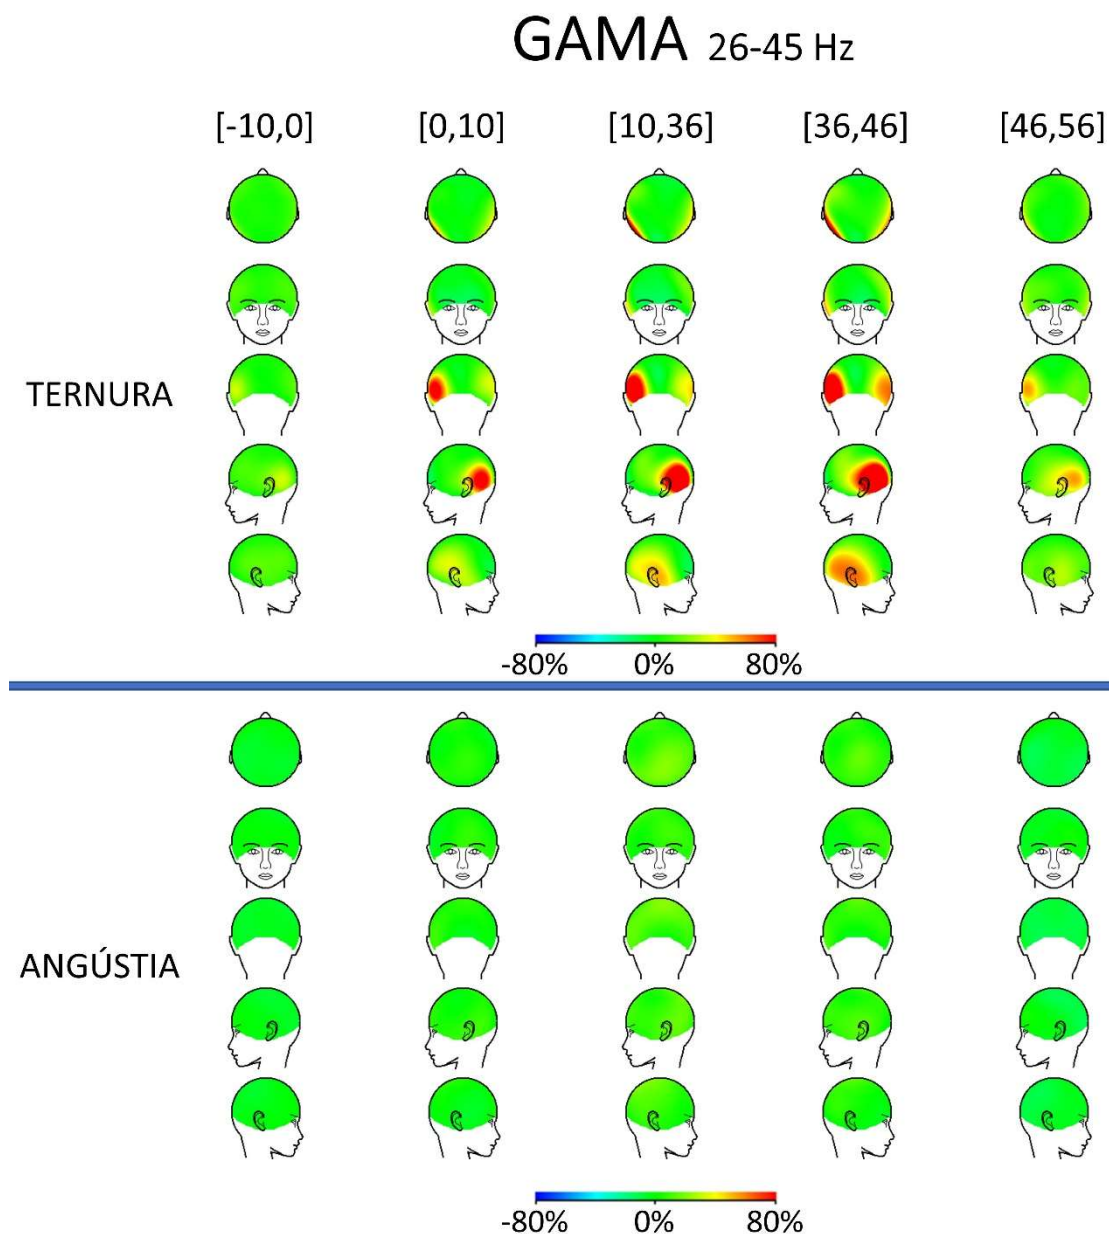 GAMA 26-45 Hz
[-10,0] [0,10] [10,36] [36,46] [46,56]
TERNURA
-80% 0% 80%
ANGÚSTIA
-80% 0% 80%